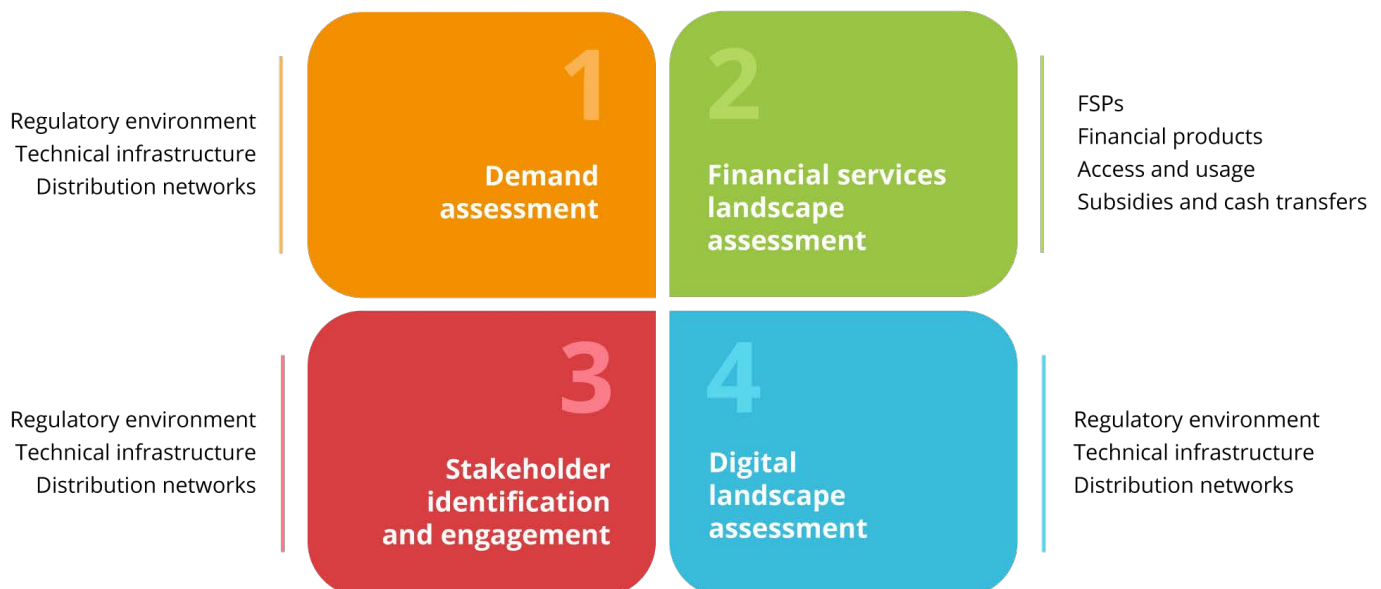 Regulatory environment
Technical infrastructure
Distribution networks
1
Demand
assessment
2
Financial services
landscape
assessment
FSPs
Financial products
Access and usage
Subsidies and cash transfers
Regulatory environment
Technical infrastructure
Distribution networks
3
Stakeholder
identification
and engagement
4
Digital
landscape
assessment
Regulatory environment
Technical infrastructure
Distribution networks